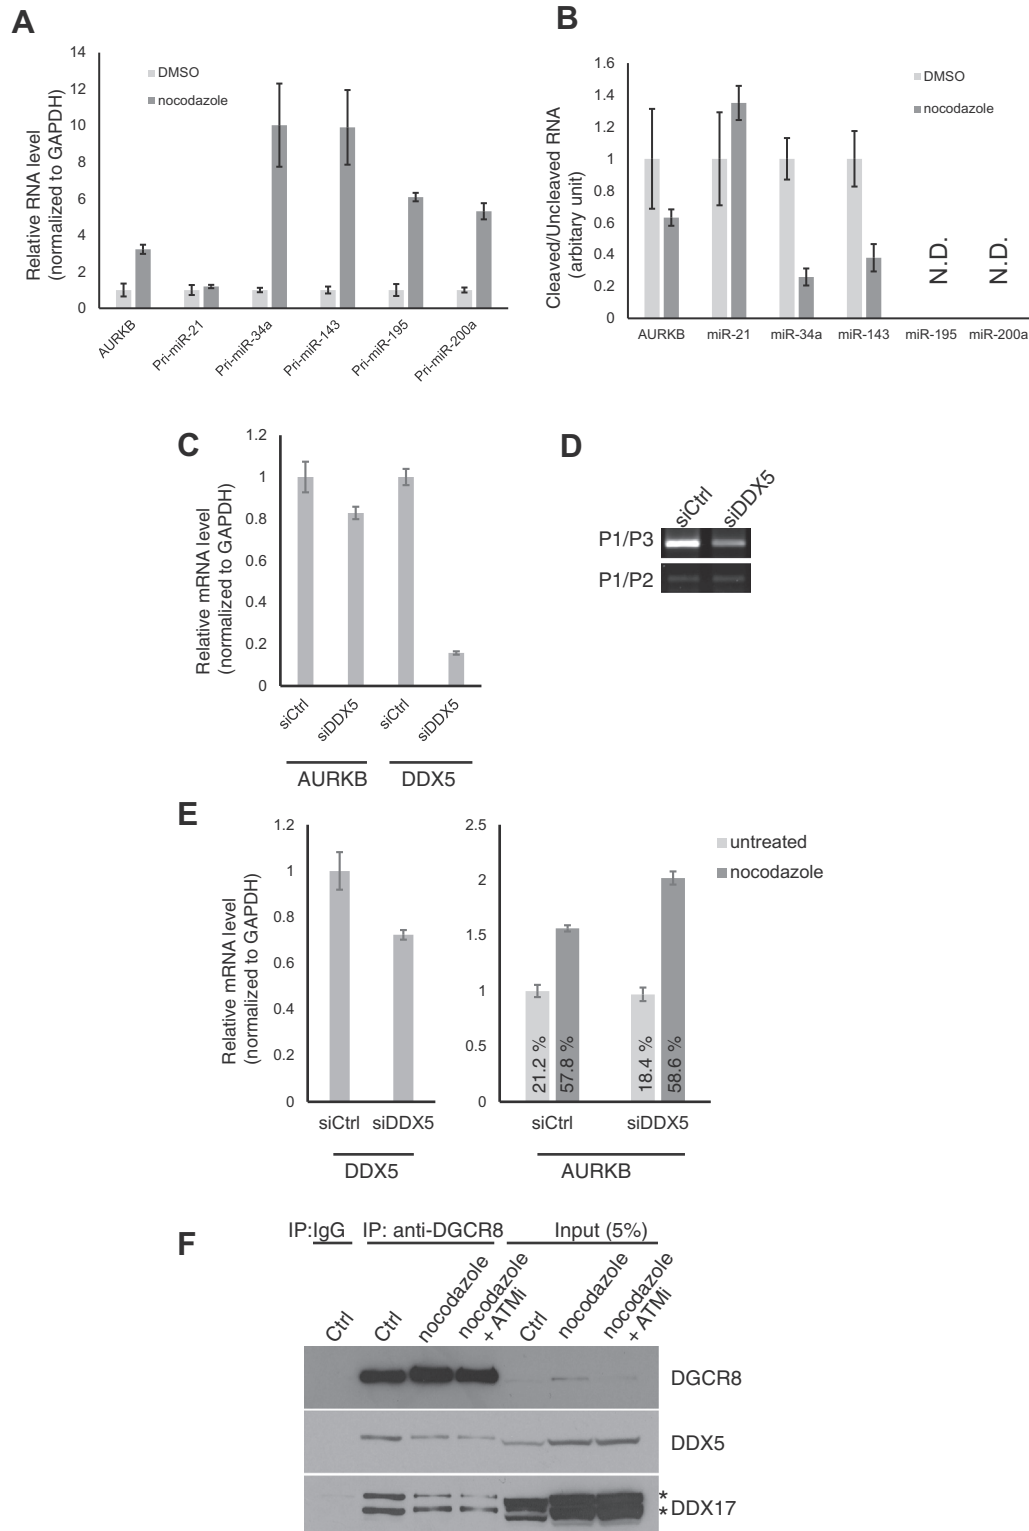 A
Relative RNA level
(normalized to GAPDH)
14
12
10
8
6
4
2
0
DMSO
nocodazole
AURKB
Pri-miR-21
Pri-miR-34a
Pri-miR-143
Pri-miR-195
Pri-miR-200a
B
Cleaved/Uncleaved RNA
(arbitary unit)
1.6
1.4
1.2
1
0.8
0.6
0.4
0.2
0
DMSO
nocodazole
N.D.
N.D.
AURKB miR-21 miR-34a miR-143 miR-195 miR-200a
C
Relative mRNA level
(normalized to GAPDH)
1.2
1
0.8
0.6
0.4
0.2
0
siCtrl
siDDX5
siCtrl
siDDX5
AURKB
DDX5
D
siCtrl
siDDX5
P1/P3
P1/P2
E
Relative mRNA level
(normalized to GAPDH)
1.2
1
0.8
0.6
0.4
0.2
0
siCtrl siDDX5
DDX5
2.5
2
1.5
1
0.5
0
untreated
nocodazole
21.2 %
57.8 %
18.4 %
58.6 %
siCtrl siDDX5
AURKB
F
IP:IgG IP: anti-DGCR8 Input (5%)
Ctrl
Ctrl
nocodazole
nocodazole
+ ATMi
Ctrl
nocodazole
nocodazole
+ ATMi
DGCR8
DDX5
*
* DDX17